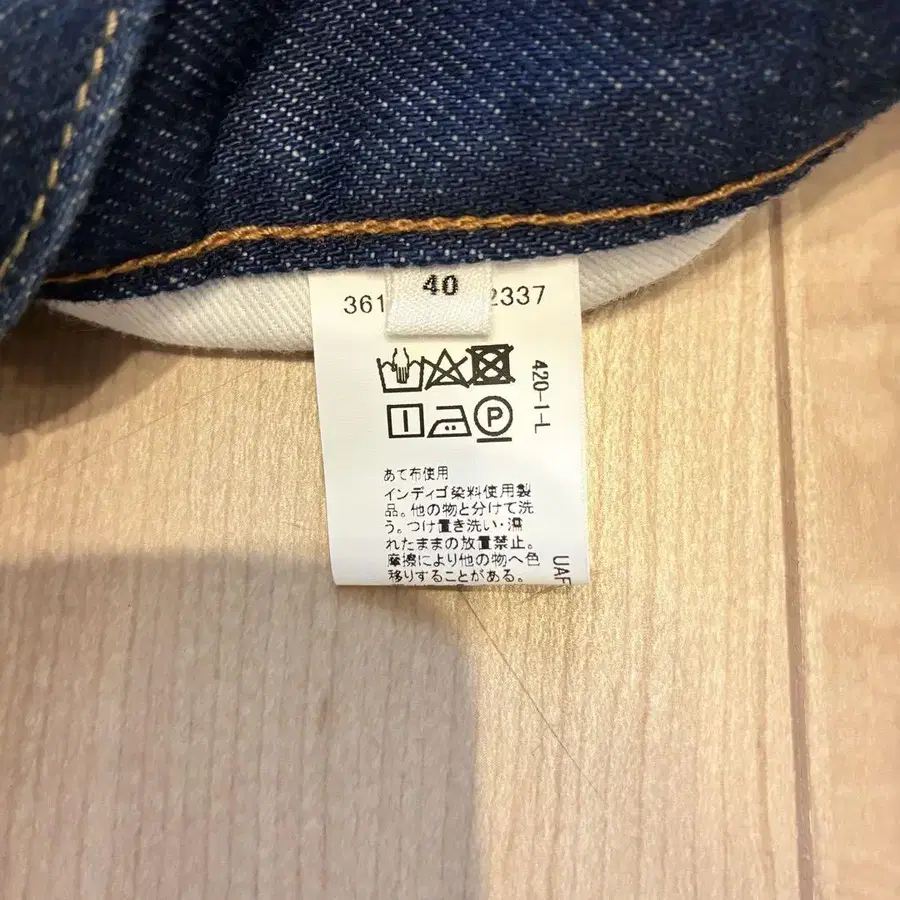 40
361 2337
420-1-L
P
あて布使用
インディゴ染料使用製
品。他の物と分けて洗
う。つけ置き洗い・濡
れたままの放置禁止。
摩擦により他の物へ色
移りすることがある。
UAF